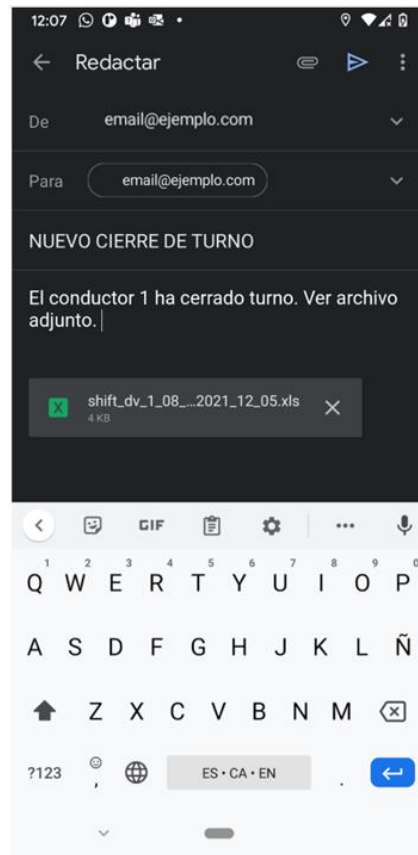 12:07
Redactar
De email@ejemplo.com
Para email@ejemplo.com
NUEVO CIERRE DE TURNO
El conductor 1 ha cerrado turno. Ver archivo
adjunto.
X shift_dv_1_08_...2021_12_05.xls
4 KB
GIF
1 2 3 4 5 6 7 8 9 0
Q W E R T Y U I O P
A S D F G H J K L Ñ
Z X C V B N M
?123 , ES • CA • EN .